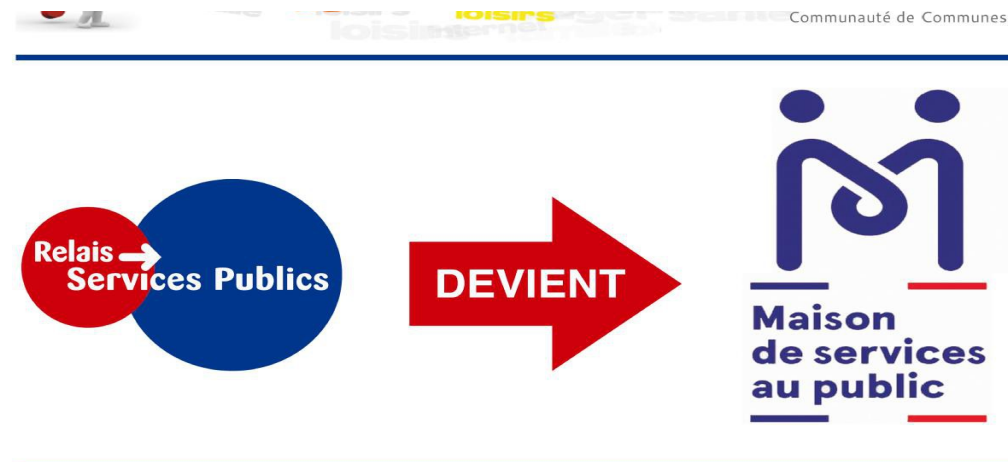 loisirs
Communauté de Communes
Relais
Services Publics
DEVIENT
Maison
de services
au public